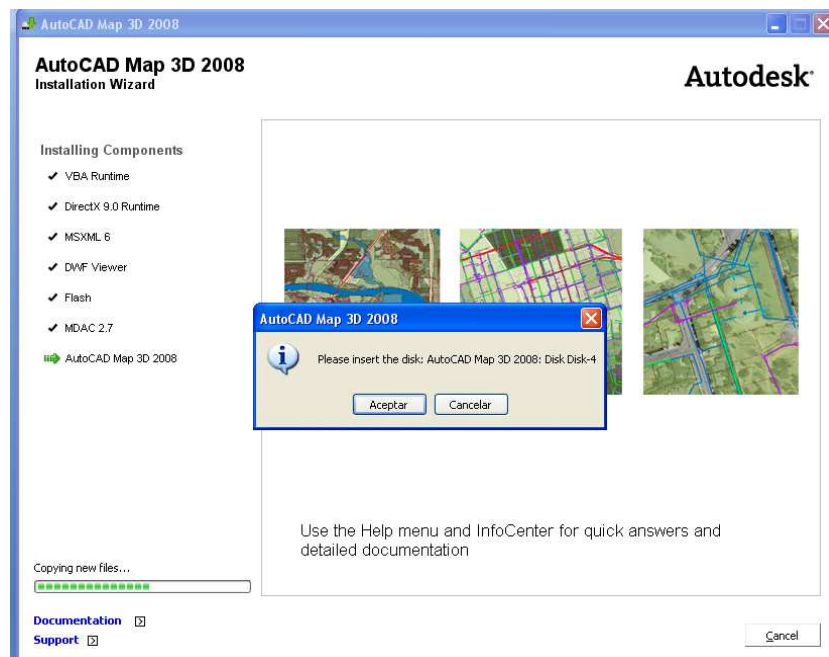 AutoCAD Map 3D 2008
AutoCAD Map 3D 2008
Installation Wizard
Autodesk
Installing Components
VBA Runtime
DirectX 9.0 Runtime
MSXML 6
DWF Viewer
Flash
MDAC 2.7
AutoCAD Map 3D 2008
AutoCAD Map 3D 2008
Please insert the disk: AutoCAD Map 3D 2008: Disk Disk-4
Aceptar
Cancelar
Use the Help menu and InfoCenter for quick answers and
detailed documentation
Copying new files...
Documentation
Support
Cancel